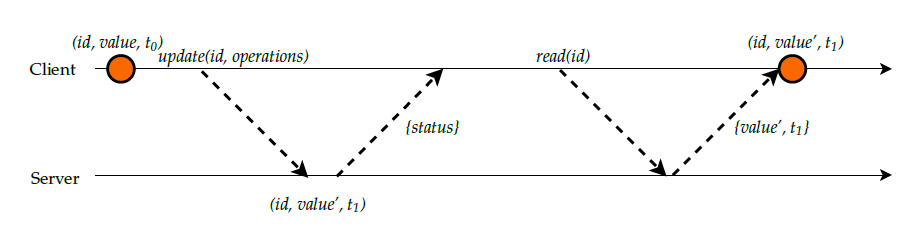 (id, value, t₀)
(id, value', t₁)
update(id, operations)
read(id)
Client
{status}
{value', t₁}
Server
(id, value', t₁)